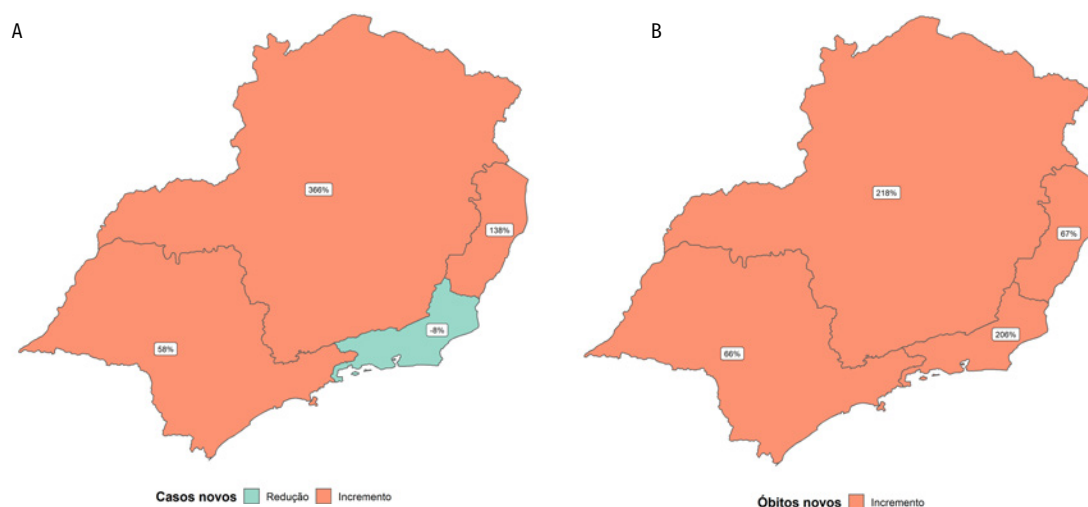 A
B
366%
138%
-8%
58%
218%
67%
206%
66%
Casos novos Redução Incremento
Óbitos novos Incremento